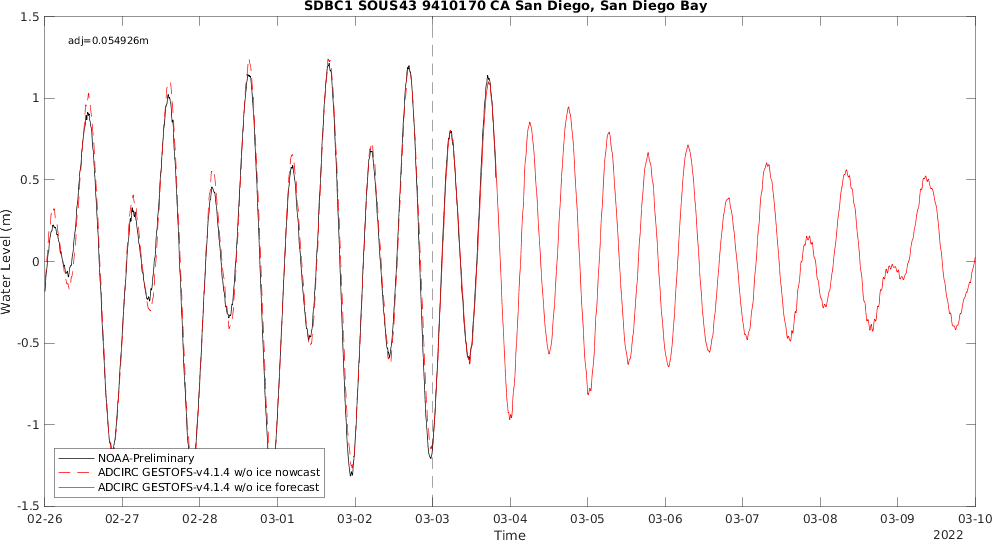 SDBC1 SOUS43 9410170 CA San Diego, San Diego Bay
adj=0.054926m
1.5
1
0.5
0
-0.5
-1
-1.5
Water Level (m)
NOAA-Preliminary
ADCIRC GESTOFS-v4.1.4 w/o ice nowcast
ADCIRC GESTOFS-v4.1.4 w/o ice forecast
02-26 02-27 02-28 03-01 03-02 03-03 03-04 03-05 03-06 03-07 03-08 03-09 03-10
Time
2022